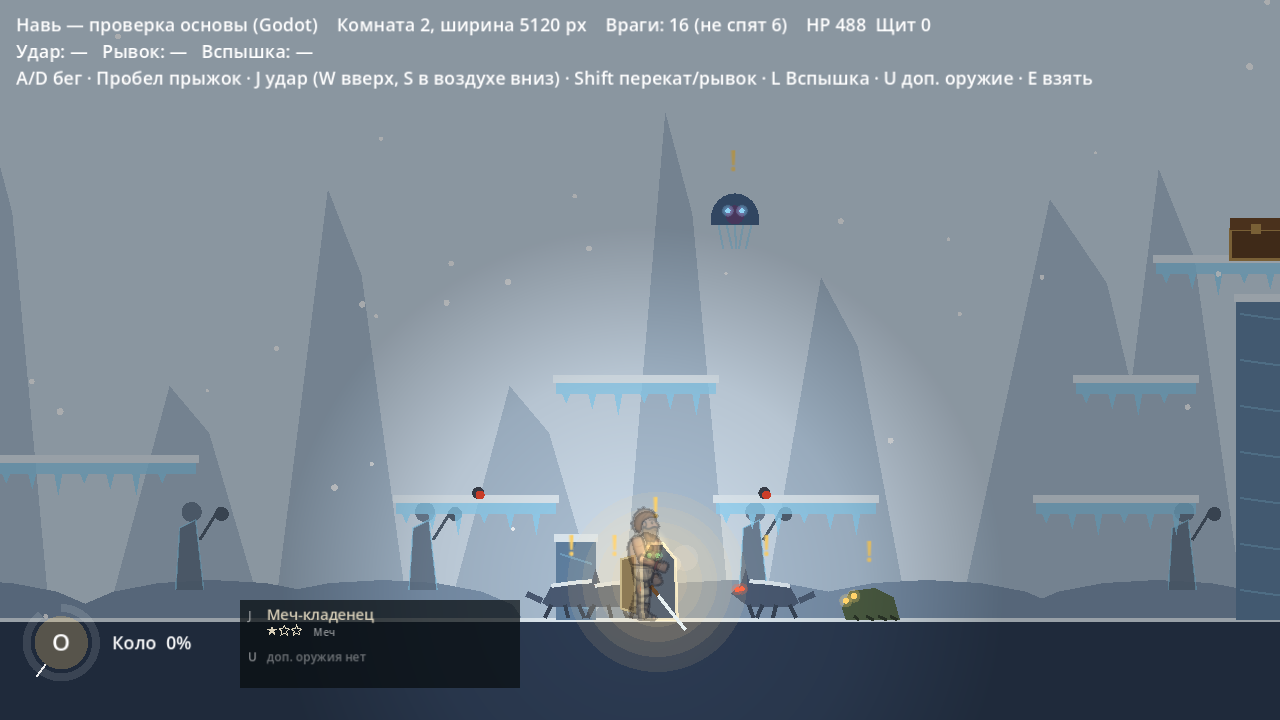 Навь — проверка основы (Godot)    Комната 2, ширина 5120 px    Враги: 16 (не спят 6)    HP 488  Щит 0
Удар: —   Рывок: —   Вспышка: —
A/D бег · Пробел прыжок · J удар (W вверх, S в воздухе вниз) · Shift перекат/рывок · L Вспышка · U доп. оружие · E взять
О
Коло  0%
J Меч-кладенец
★☆☆ Меч
U доп. оружия нет